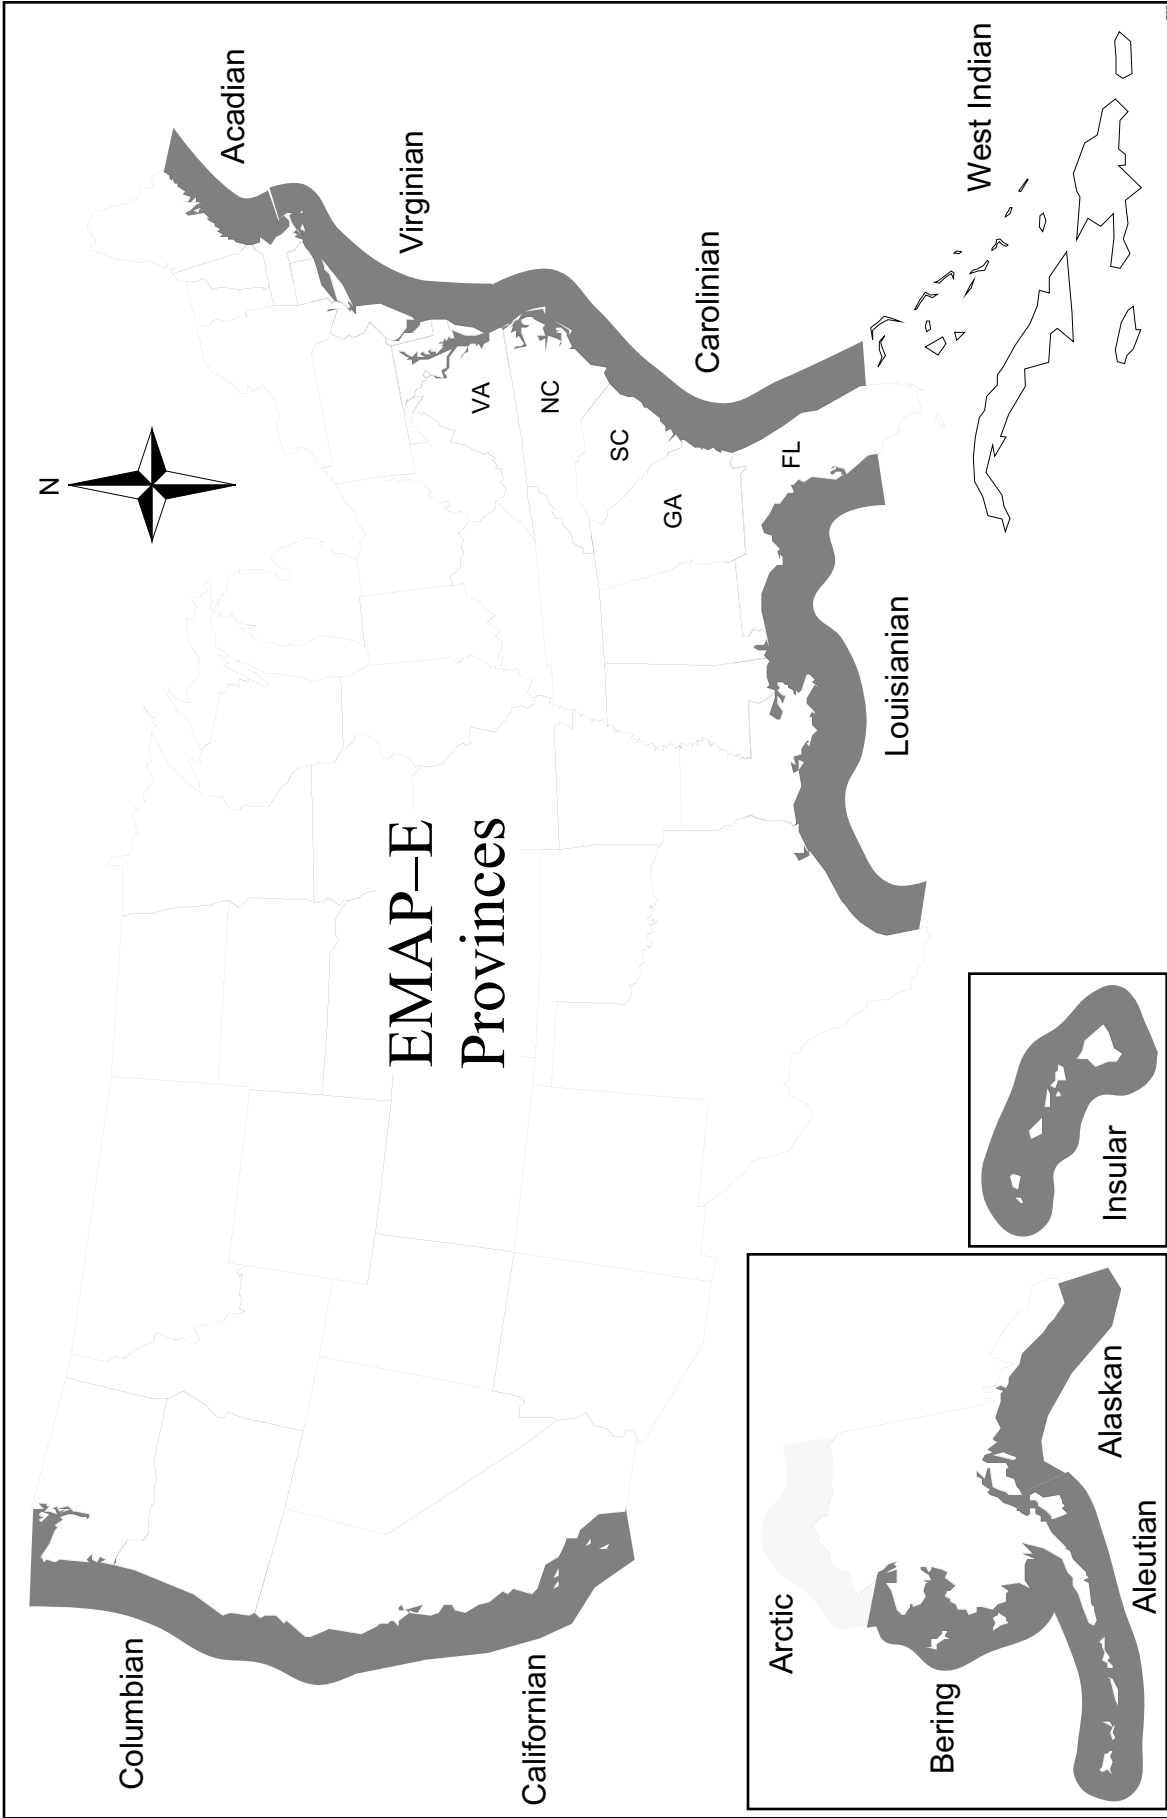 N
Acadian
Virginian
Carolinian
West Indian
VA
NC
SC
GA
FL
EMAP–E
Provinces
Louisianian
Columbian
Californian
Arctic
Bering
Aleutian
Alaskan
Insular